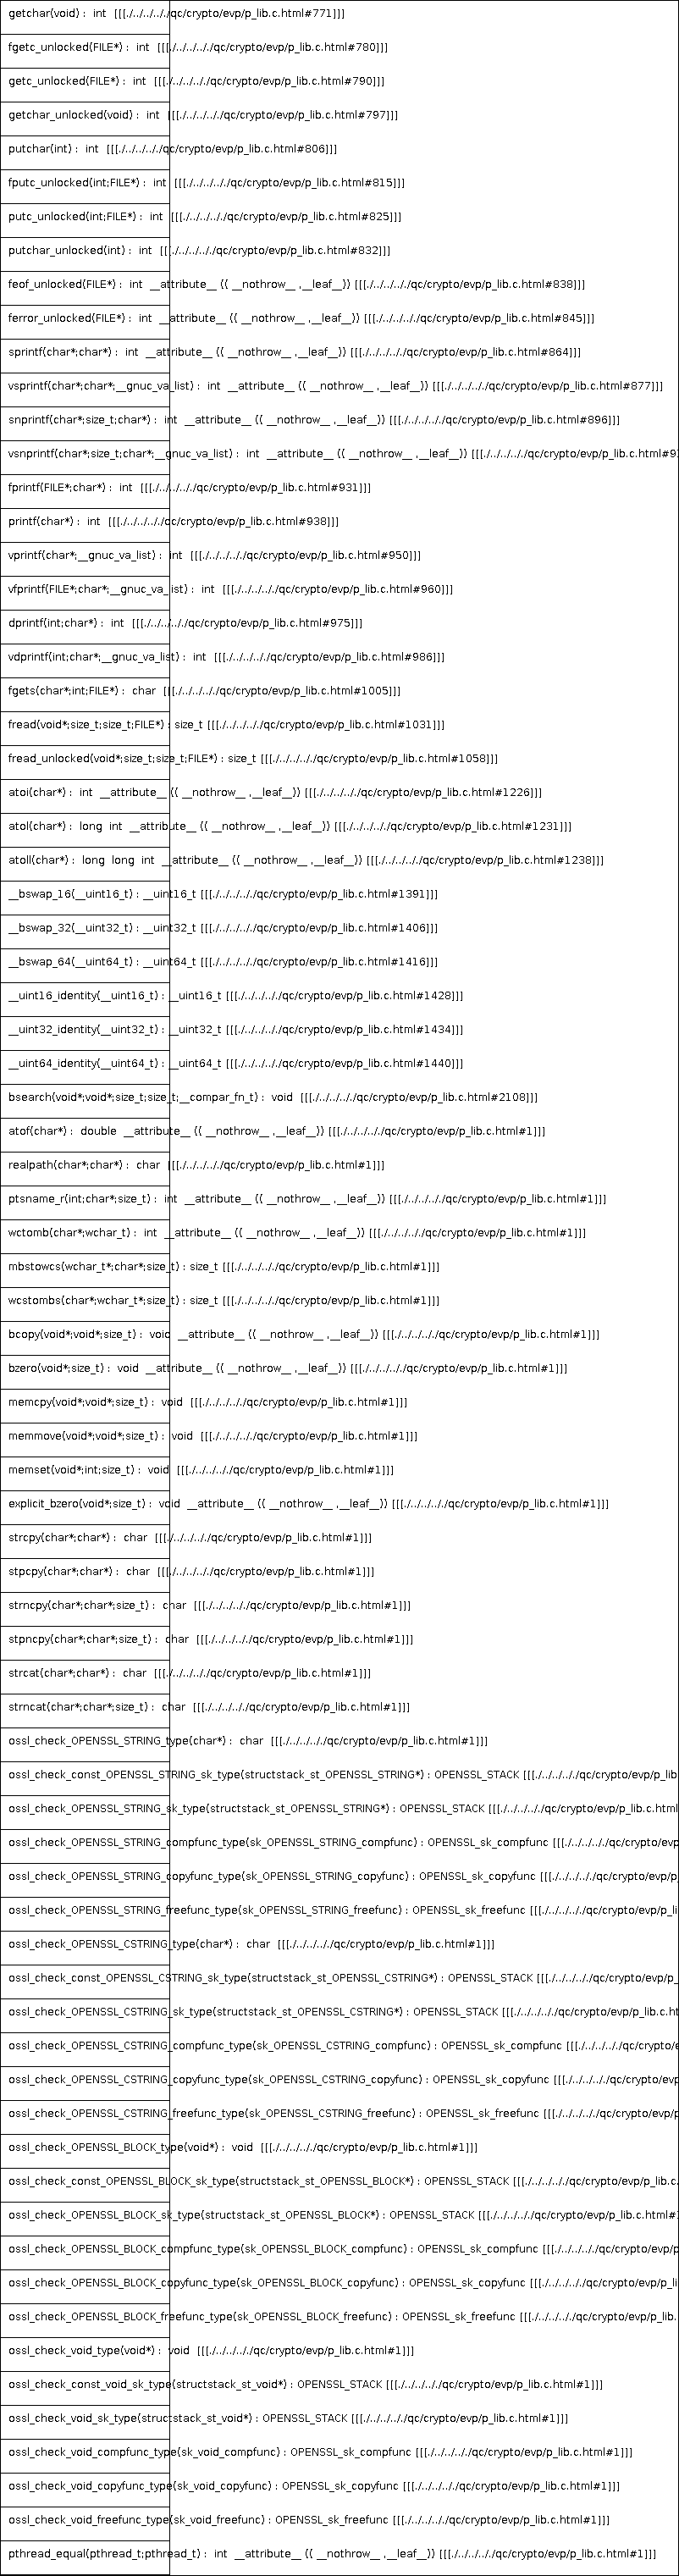 getchar(void) : int [[[./../../././qc/crypto/evp/p_lib.c.html#771]]]
fgetc_unlocked(FILE*) : int [[[./../../././qc/crypto/evp/p_lib.c.html#780]]]
getc_unlocked(FILE*) : int [[[./../../././qc/crypto/evp/p_lib.c.html#790]]]
getchar_unlocked(void) : int [[[./../../././qc/crypto/evp/p_lib.c.html#797]]]
putchar(int) : int [[[./../../././qc/crypto/evp/p_lib.c.html#806]]]
fputc_unlocked(int;FILE*) : int [[[./../../././qc/crypto/evp/p_lib.c.html#815]]]
putc_unlocked(int;FILE*) : int [[[./../../././qc/crypto/evp/p_lib.c.html#825]]]
putchar_unlocked(int) : int [[[./../../././qc/crypto/evp/p_lib.c.html#832]]]
feof_unlocked(FILE*) : int __attribute__ (( __nothrow__ ,__leaf__)) [[[./../../././qc/crypto/evp/p_lib.c.html#838]]]
ferror_unlocked(FILE*) : int __attribute__ (( __nothrow__ ,__leaf__)) [[[./../../././qc/crypto/evp/p_lib.c.html#845]]]
sprintf(char*;char*) : int __attribute__ (( __nothrow__ ,__leaf__)) [[[./../../././qc/crypto/evp/p_lib.c.html#864]]]
vsprintf(char*;char*;__gnuc_va_list) : int __attribute__ (( __nothrow__ ,__leaf__)) [[[./../../././qc/crypto/evp/p_lib.c.html#877]]]
snprintf(char*;size_t;char*) : int __attribute__ (( __nothrow__ ,__leaf__)) [[[./../../././qc/crypto/evp/p_lib.c.html#896]]]
vsnprintf(char*;size_t;char*;__gnuc_va_list) : int __attribute__ (( __nothrow__ ,__leaf__)) [[[./../../././qc/crypto/evp/p_lib.c.html#9
fprintf(FILE*;char*) : int [[[./../../././qc/crypto/evp/p_lib.c.html#931]]]
printf(char*) : int [[[./../../././qc/crypto/evp/p_lib.c.html#938]]]
vprintf(char*;__gnuc_va_list) : int [[[./../../././qc/crypto/evp/p_lib.c.html#950]]]
vfprintf(FILE*;char*;__gnuc_va_list) : int [[[./../../././qc/crypto/evp/p_lib.c.html#960]]]
dprintf(int;char*) : int [[[./../../././qc/crypto/evp/p_lib.c.html#975]]]
vdprintf(int;char*;__gnuc_va_list) : int [[[./../../././qc/crypto/evp/p_lib.c.html#986]]]
fgets(char*;int;FILE*) : char [[[./../../././qc/crypto/evp/p_lib.c.html#1005]]]
fread(void*;size_t;size_t;FILE*) : size_t [[[./../../././qc/crypto/evp/p_lib.c.html#1031]]]
fread_unlocked(void*;size_t;size_t;FILE*) : size_t [[[./../../././qc/crypto/evp/p_lib.c.html#1058]]]
atoi(char*) : int __attribute__ (( __nothrow__ ,__leaf__)) [[[./../../././qc/crypto/evp/p_lib.c.html#1226]]]
atol(char*) : long int __attribute__ (( __nothrow__ ,__leaf__)) [[[./../../././qc/crypto/evp/p_lib.c.html#1231]]]
atoll(char*) : long long int __attribute__ (( __nothrow__ ,__leaf__)) [[[./../../././qc/crypto/evp/p_lib.c.html#1238]]]
__bswap_16(__uint16_t) : __uint16_t [[[./../../././qc/crypto/evp/p_lib.c.html#1391]]]
__bswap_32(__uint32_t) : __uint32_t [[[./../../././qc/crypto/evp/p_lib.c.html#1406]]]
__bswap_64(__uint64_t) : __uint64_t [[[./../../././qc/crypto/evp/p_lib.c.html#1416]]]
__uint16_identity(__uint16_t) : __uint16_t [[[./../../././qc/crypto/evp/p_lib.c.html#1428]]]
__uint32_identity(__uint32_t) : __uint32_t [[[./../../././qc/crypto/evp/p_lib.c.html#1434]]]
__uint64_identity(__uint64_t) : __uint64_t [[[./../../././qc/crypto/evp/p_lib.c.html#1440]]]
bsearch(void*;void*;size_t;size_t;__compar_fn_t) : void [[[./../../././qc/crypto/evp/p_lib.c.html#2108]]]
atof(char*) : double __attribute__ (( __nothrow__ ,__leaf__)) [[[./../../././qc/crypto/evp/p_lib.c.html#1]]]
realpath(char*;char*) : char [[[./../../././qc/crypto/evp/p_lib.c.html#1]]]
ptsname_r(int;char*;size_t) : int __attribute__ (( __nothrow__ ,__leaf__)) [[[./../../././qc/crypto/evp/p_lib.c.html#1]]]
wctomb(char*;wchar_t) : int __attribute__ (( __nothrow__ ,__leaf__)) [[[./../../././qc/crypto/evp/p_lib.c.html#1]]]
mbstowcs(wchar_t*;char*;size_t) : size_t [[[./../../././qc/crypto/evp/p_lib.c.html#1]]]
wcstombs(char*;wchar_t*;size_t) : size_t [[[./../../././qc/crypto/evp/p_lib.c.html#1]]]
bcopy(void*;void*;size_t) : void __attribute__ (( __nothrow__ ,__leaf__)) [[[./../../././qc/crypto/evp/p_lib.c.html#1]]]
bzero(void*;size_t) : void __attribute__ (( __nothrow__ ,__leaf__)) [[[./../../././qc/crypto/evp/p_lib.c.html#1]]]
memcpy(void*;void*;size_t) : void [[[./../../././qc/crypto/evp/p_lib.c.html#1]]]
memmove(void*;void*;size_t) : void [[[./../../././qc/crypto/evp/p_lib.c.html#1]]]
memset(void*;int;size_t) : void [[[./../../././qc/crypto/evp/p_lib.c.html#1]]]
explicit_bzero(void*;size_t) : void __attribute__ (( __nothrow__ ,__leaf__)) [[[./../../././qc/crypto/evp/p_lib.c.html#1]]]
strcpy(char*;char*) : char [[[./../../././qc/crypto/evp/p_lib.c.html#1]]]
stpcpy(char*;char*) : char [[[./../../././qc/crypto/evp/p_lib.c.html#1]]]
strncpy(char*;char*;size_t) : char [[[./../../././qc/crypto/evp/p_lib.c.html#1]]]
stpncpy(char*;char*;size_t) : char [[[./../../././qc/crypto/evp/p_lib.c.html#1]]]
strcat(char*;char*) : char [[[./../../././qc/crypto/evp/p_lib.c.html#1]]]
strncat(char*;char*;size_t) : char [[[./../../././qc/crypto/evp/p_lib.c.html#1]]]
ossl_check_OPENSSL_STRING_type(char*) : char [[[./../../././qc/crypto/evp/p_lib.c.html#1]]]
ossl_check_const_OPENSSL_STRING_sk_type(structstack_st_OPENSSL_STRING*) : OPENSSL_STACK [[[./../../././qc/crypto/evp/p_lib
ossl_check_OPENSSL_STRING_sk_type(structstack_st_OPENSSL_STRING*) : OPENSSL_STACK [[[./../../././qc/crypto/evp/p_lib.c.html
ossl_check_OPENSSL_STRING_compfunc_type(sk_OPENSSL_STRING_compfunc) : OPENSSL_sk_compfunc [[[./../../././qc/crypto/ev
ossl_check_OPENSSL_STRING_copyfunc_type(sk_OPENSSL_STRING_copyfunc) : OPENSSL_sk_copyfunc [[[./../../././qc/crypto/evp/p_
ossl_check_OPENSSL_STRING_freefunc_type(sk_OPENSSL_STRING_freefunc) : OPENSSL_sk_freefunc [[[./../../././qc/crypto/evp/p_li
ossl_check_OPENSSL_CSTRING_type(char*) : char [[[./../../././qc/crypto/evp/p_lib.c.html#1]]]
ossl_check_const_OPENSSL_CSTRING_sk_type(structstack_st_OPENSSL_CSTRING*) : OPENSSL_STACK [[[./../../././qc/crypto/evp/p_
ossl_check_OPENSSL_CSTRING_sk_type(structstack_st_OPENSSL_CSTRING*) : OPENSSL_STACK [[[./../../././qc/crypto/evp/p_lib.c.ht
ossl_check_OPENSSL_CSTRING_compfunc_type(sk_OPENSSL_CSTRING_compfunc) : OPENSSL_sk_compfunc [[[./../../././qc/crypto/e
ossl_check_OPENSSL_CSTRING_copyfunc_type(sk_OPENSSL_CSTRING_copyfunc) : OPENSSL_sk_copyfunc [[[./../../././qc/crypto/evp
ossl_check_OPENSSL_CSTRING_freefunc_type(sk_OPENSSL_CSTRING_freefunc) : OPENSSL_sk_freefunc [[[./../../././qc/crypto/evp/p
ossl_check_OPENSSL_BLOCK_type(void*) : void [[[./../../././qc/crypto/evp/p_lib.c.html#1]]]
ossl_check_const_OPENSSL_BLOCK_sk_type(structstack_st_OPENSSL_BLOCK*) : OPENSSL_STACK [[[./../../././qc/crypto/evp/p_lib.c.
ossl_check_OPENSSL_BLOCK_sk_type(structstack_st_OPENSSL_BLOCK*) : OPENSSL_STACK [[[./../../././qc/crypto/evp/p_lib.c.html#1
ossl_check_OPENSSL_BLOCK_compfunc_type(sk_OPENSSL_BLOCK_compfunc) : OPENSSL_sk_compfunc [[[./../../././qc/crypto/evp/p
ossl_check_OPENSSL_BLOCK_copyfunc_type(sk_OPENSSL_BLOCK_copyfunc) : OPENSSL_sk_copyfunc [[[./../../././qc/crypto/evp/p_li
ossl_check_OPENSSL_BLOCK_freefunc_type(sk_OPENSSL_BLOCK_freefunc) : OPENSSL_sk_freefunc [[[./../../././qc/crypto/evp/p_lib.
ossl_check_void_type(void*) : void [[[./../../././qc/crypto/evp/p_lib.c.html#1]]]
ossl_check_const_void_sk_type(structstack_st_void*) : OPENSSL_STACK [[[./../../././qc/crypto/evp/p_lib.c.html#1]]]
ossl_check_void_sk_type(structstack_st_void*) : OPENSSL_STACK [[[./../../././qc/crypto/evp/p_lib.c.html#1]]]
ossl_check_void_compfunc_type(sk_void_compfunc) : OPENSSL_sk_compfunc [[[./../../././qc/crypto/evp/p_lib.c.html#1]]]
ossl_check_void_copyfunc_type(sk_void_copyfunc) : OPENSSL_sk_copyfunc [[[./../../././qc/crypto/evp/p_lib.c.html#1]]]
ossl_check_void_freefunc_type(sk_void_freefunc) : OPENSSL_sk_freefunc [[[./../../././qc/crypto/evp/p_lib.c.html#1]]]
pthread_equal(pthread_t;pthread_t) : int __attribute__ (( __nothrow__ ,__leaf__)) [[[./../../././qc/crypto/evp/p_lib.c.html#1]]]